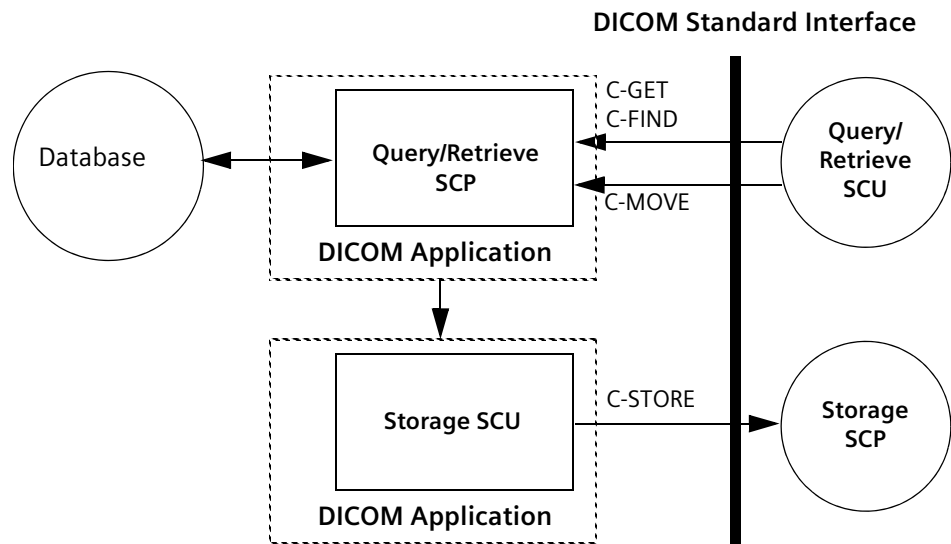 DICOM Standard Interface
Database
Query/Retrieve
SCP
DICOM Application
C-GET
C-FIND
C-MOVE
Query/
Retrieve
SCU
Storage SCU
DICOM Application
C-STORE
Storage
SCP